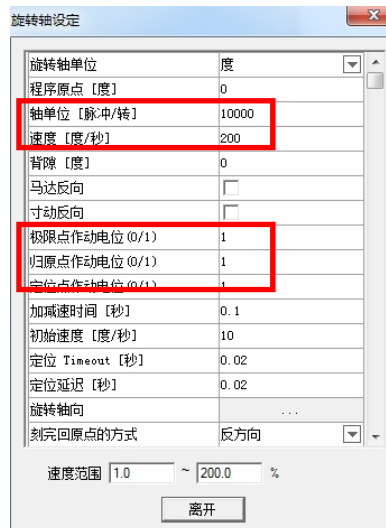 旋转轴设定
旋转轴单位 度
程序原点 [度] 0
轴单位 [脉冲/转] 10000
速度 [度/秒] 200
背隙 [度] 0
马达反向
寸动反向
极限点作动电位(0/1) 1
归原点作动电位(0/1) 1
定位点作动电位(0/1) 1
加减速时间 [秒] 0.1
初始速度 [度/秒] 10
定位 Timeout [秒] 0.02
定位延迟 [秒] 0.02
旋转轴向 ...
刻完回原点的方式 反方向
速度范围 1.0 ~ 200.0 %
离开